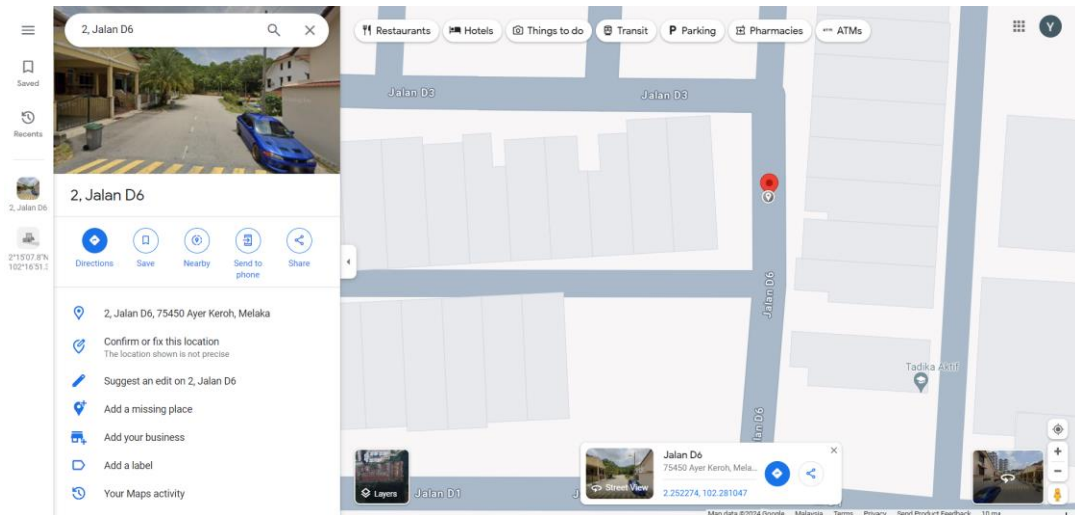 2, Jalan D6
Restaurants
Hotels
Things to do
Transit
Parking
Pharmacies
ATMs
Y
Saved
Recents
2, Jalan D6
2°15'07.8"N
2, Jalan D6
Directions
Save
Nearby
Send to
phone
Share
2, Jalan D6, 75450 Ayer Keroh, Melaka
Confirm or fix this location
The location shown is not precise
Suggest an edit on 2, Jalan D6
Add a missing place
Add your business
Add a label
Your Maps activity
Jalan D3
Jalan D3
Jalan D6
Tadika Aktif
Jalan D1
Layers
Street View
Jalan D6
75450 Ayer Keroh, Mela...
2.252274, 102.281047
Map data ©2024 Google Malaysia Terms Privacy Send Product Feedback 10 m